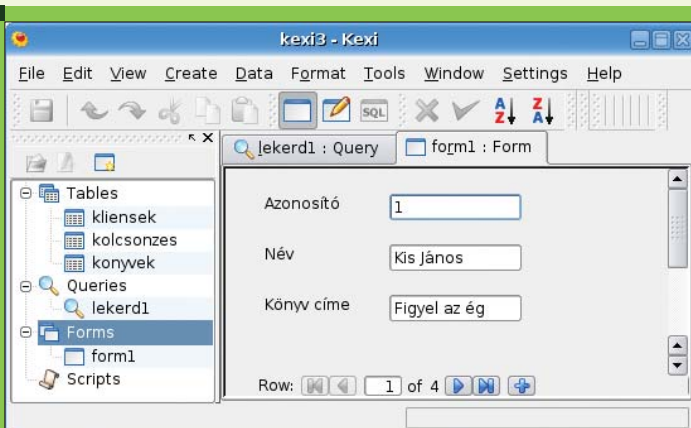 kexi3 - Kexi
File Edit View Create Data Format Tools Window Settings Help
SQL A Z Z A
lekerd1 : Query form1 : Form
Tables
kliensek
kolcsonzes
konyvek
Queries
lekerd1
Forms
form1
Scripts
Azonosító 1
Név Kis János
Könyv címe Figyel az ég
Row: 1 of 4